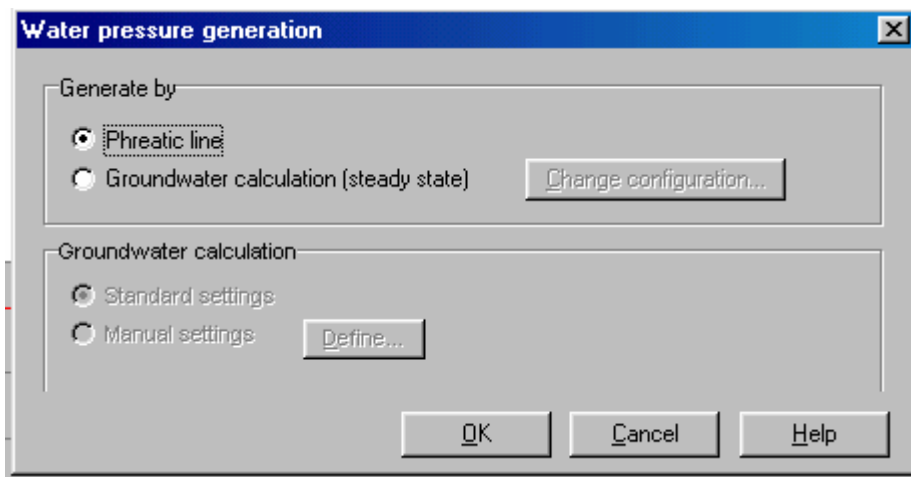 Water pressure generation
Generate by
Phreatic line
Groundwater calculation (steady state)
Change configuration...
Groundwater calculation
Standard settings
Manual settings
Define...
OK
Cancel
Help